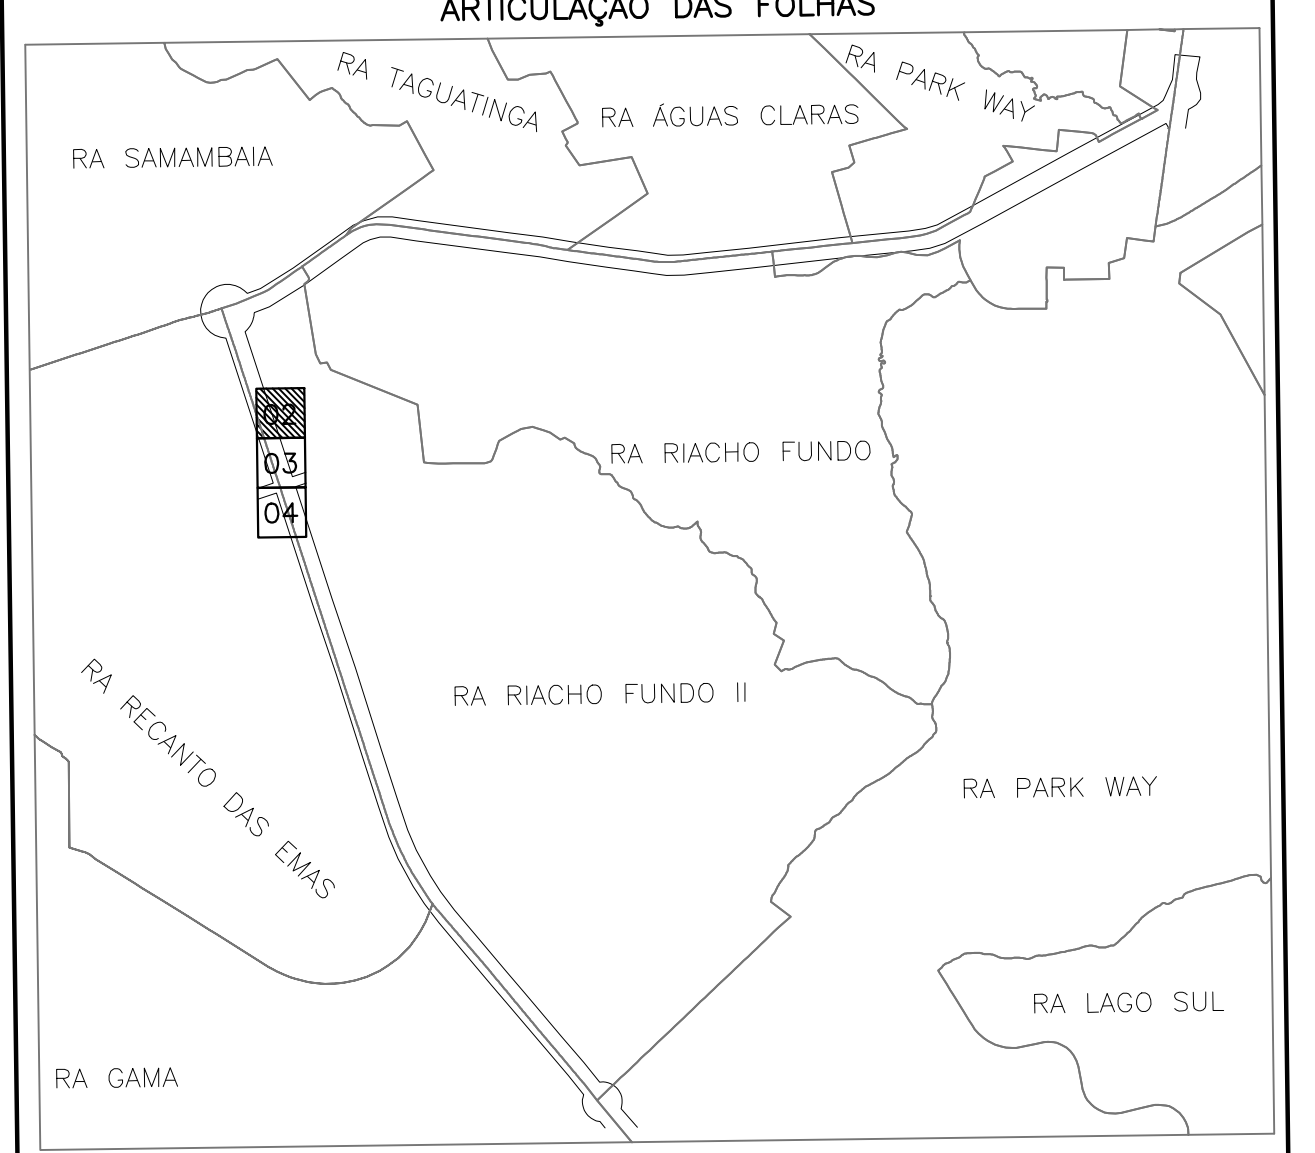 ARTICULAÇÃO DAS FOLHAS
RA TAGUATINGA
RA PARK WAY
RA ÁGUAS CLARAS
RA SAMAMBAIA
02
03
04
RA RIACHO FUNDO
RA RIACHO FUNDO II
RA RECANTO DAS EMAS
RA PARK WAY
RA LAGO SUL
RA GAMA